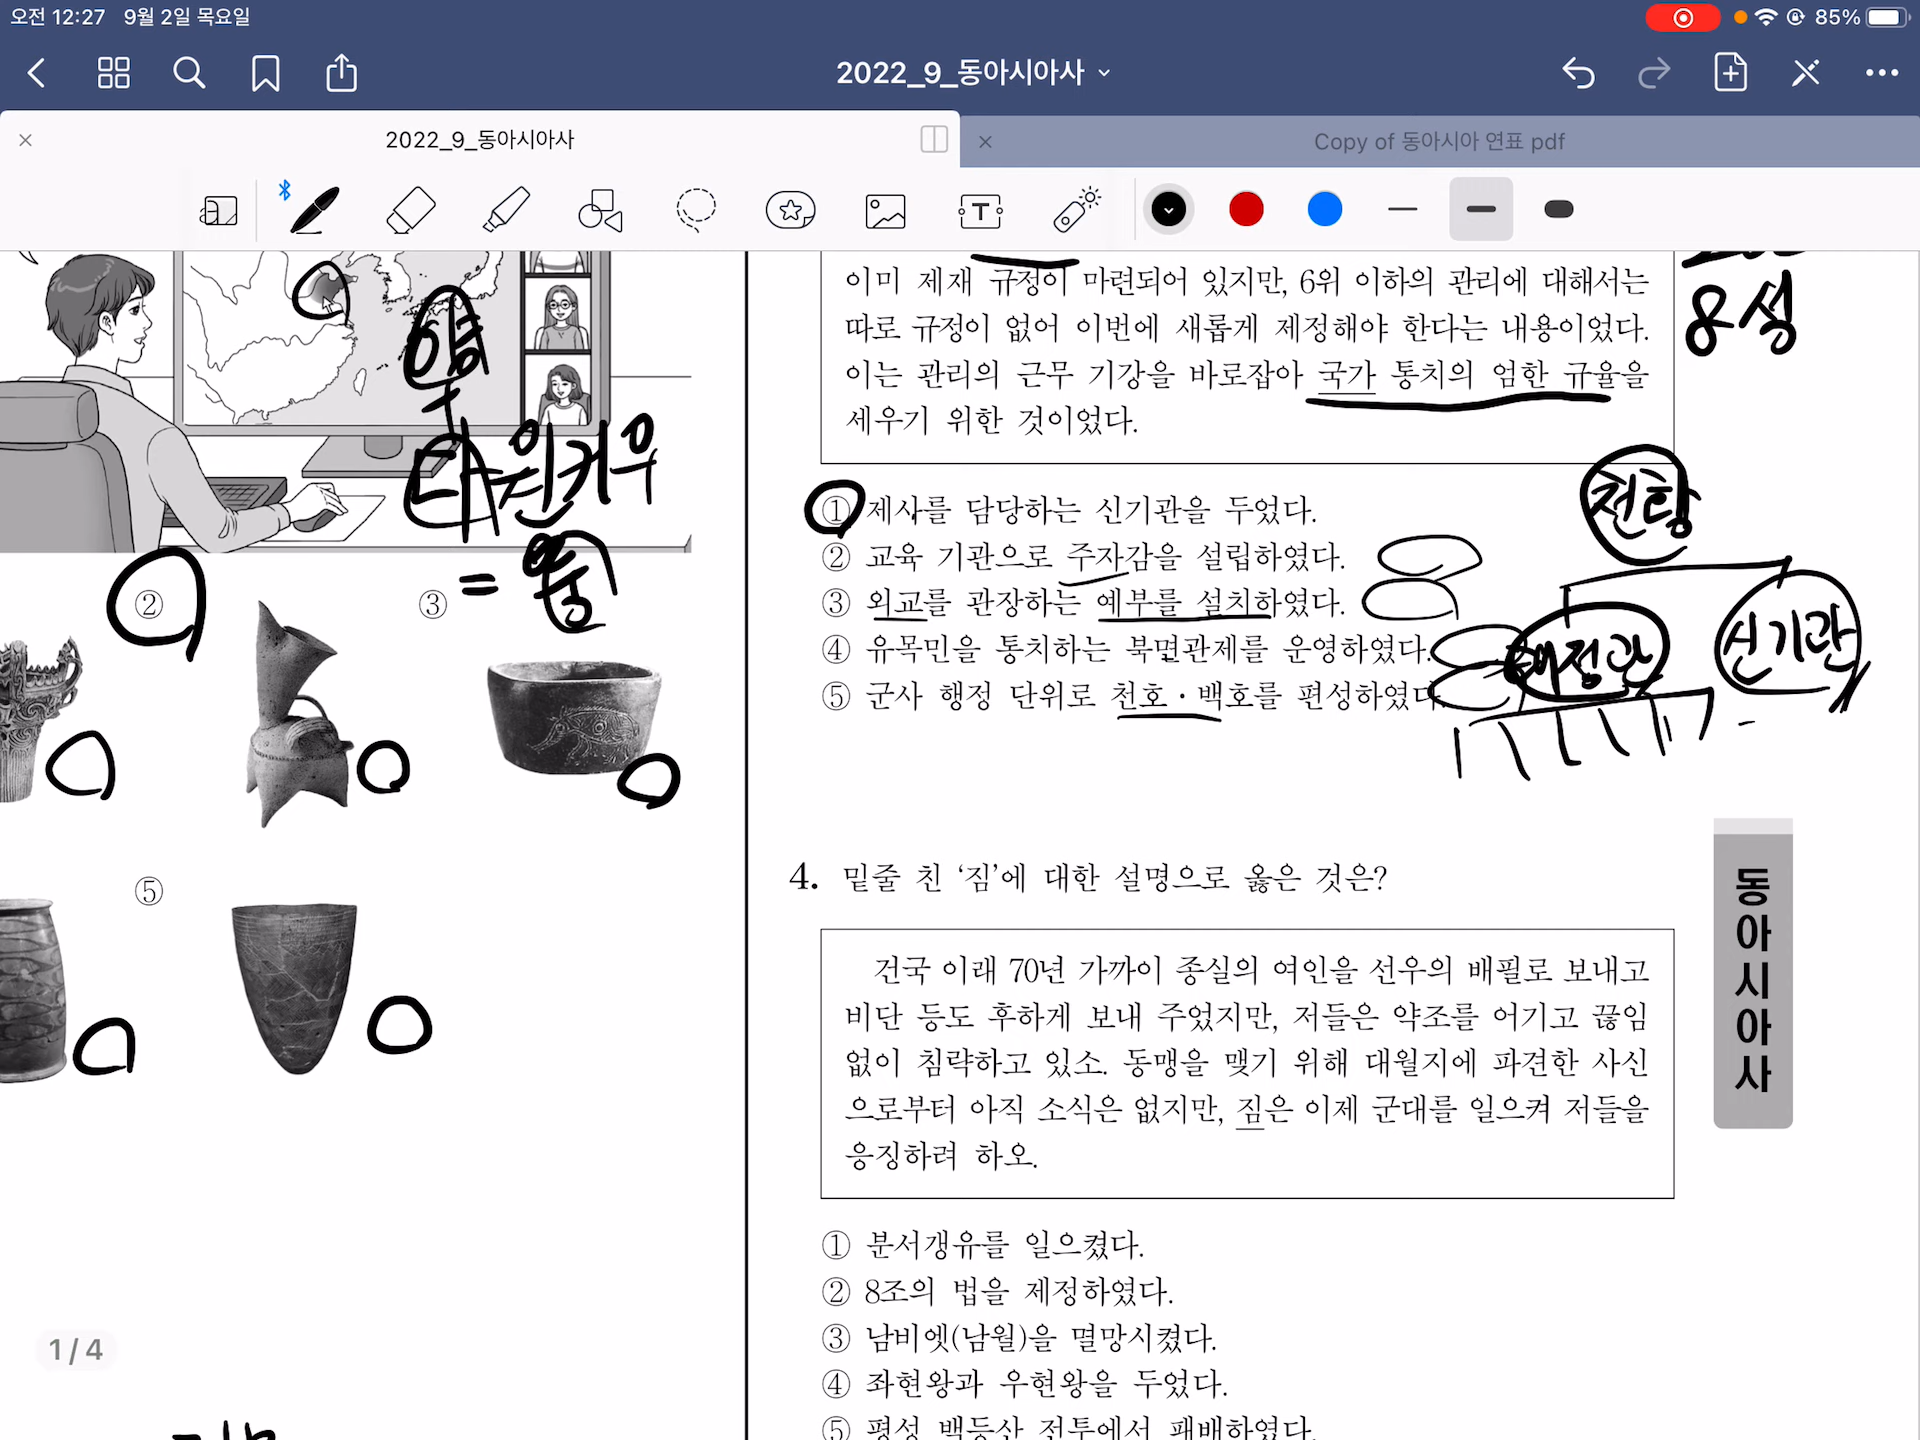 오전 12:27 9월 2일 목요일
85%
2022_9_동아시아사
2022_9_동아시아사
Copy of 동아시아 연표 pdf
T
양
+
다원커우
=
②
③
⑤
1 / 4
이미 제재 규정이 마련되어 있지만, 6위 이하의 관리에 대해서는
따로 규정이 없어 이번에 새롭게 제정해야 한다는 내용이었다.
이는 관리의 근무 기강을 바로잡아 국가 통치의 엄한 규율을
세우기 위한 것이었다.
8성
① 제사를 담당하는 신기관을 두었다.
② 교육 기관으로 주자감을 설립하였다.
③ 외교를 관장하는 예부를 설치하였다.
④ 유목민을 통치하는 북면관제를 운영하였다.
⑤ 군사 행정 단위로 천호·백호를 편성하였다.
태정관
신기관
4. 밑줄 친 ‘짐’에 대한 설명으로 옳은 것은?
건국 이래 70년 가까이 종실의 여인을 선우의 배필로 보내고
비단 등도 후하게 보내 주었지만, 저들은 약조를 어기고 끊임
없이 침략하고 있소. 동맹을 맺기 위해 대월지에 파견한 사신
으로부터 아직 소식은 없지만, 짐은 이제 군대를 일으켜 저들을
응징하려 하오.
① 분서갱유를 일으켰다.
② 8조의 법을 제정하였다.
③ 남비엣(남월)을 멸망시켰다.
④ 좌현왕과 우현왕을 두었다.
⑤ 평성 백등산 전투에서 패배하였다.
동아시아사